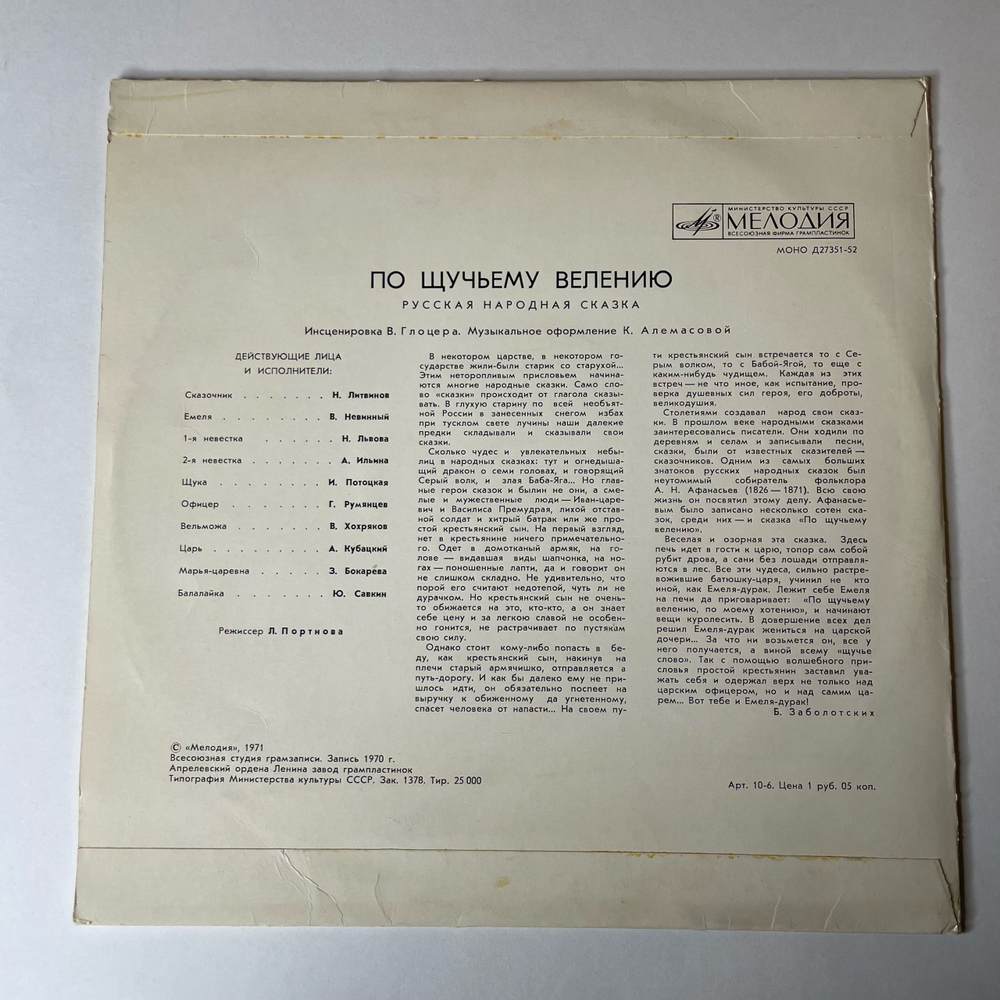 МИНИСТЕРСТВО КУЛЬТУРЫ СССР
® МЕЛОДИЯ
ВСЕСОЮЗНАЯ ФИРМА ГРАМПЛАСТИНОК
МОНО Д27351-52
ПО ЩУЧЬЕМУ ВЕЛЕНИЮ
РУССКАЯ НАРОДНАЯ СКАЗКА
Инсценировка В. Глоцера. Музыкальное оформление К. Алемасовой
ДЕЙСТВУЮЩИЕ ЛИЦА
И ИСПОЛНИТЕЛИ:
Сказочник . . . . . . . Н. Литвинов
Емеля . . . . . . . . В. Невинный
1-я невестка . . . . . . Н. Львова
2-я невестка . . . . . . . А. Ильина
Щука . . . . . . . . И. Потоцкая
Офицер . . . . . . . Г. Румянцев
Вельможа . . . . . . . В. Хохряков
Царь . . . . . . . . . А. Кубацкий
Марья-царевна . . . . . З. Бокарева
Балалайка . . . . . . . Ю. Савкин
Режиссер Л. Портнова
В некотором царстве, в некотором го-
сударстве жили-были старик со старухой...
Этим неторопливым присловьем начина-
ются многие народные сказки. Само сло-
во «сказки» происходит от глагола сказы-
вать. В глухую старину по всей необъят-
ной России в занесенных снегом избах
при тусклом свете лучины наши далекие
предки складывали и сказывали свои
сказки.
Сколько чудес и увлекательных небы-
лиц в народных сказках: тут и огнедыша-
щий дракон о семи головах, и говорящий
Серый волк, и злая Баба-Яга... Но глав-
ные герои сказок и былин не они, а сме-
лые и мужественные люди — Иван-царе-
вич и Василиса Премудрая, лихой отстав-
ной солдат и хитрый батрак или же про-
стой крестьянский сын. На первый взгляд,
нет в крестьянине ничего примечательно-
го. Одет в домотканый армяк, на го-
лове — видавшая виды шапчонка, на но-
гах — поношенные лапти, да и говорит он
не слишком складно. Не удивительно, что
порой его считают недотепой, чуть ли не
дурачком. Но крестьянский сын не очень-
то обижается на это, кто-кто, а он знает
себе цену и за легкою славой не особен-
но гонится, не растрачивает по пустякам
свою силу.
Однако стоит кому-либо попасть в бе-
ду, как крестьянский сын, накинув на
плечи старый армячишко, отправляется в
путь-дорогу. И как бы далеко ему не при-
шлось идти, он обязательно поспеет на
выручку к обиженному да угнетенному,
спасет человека от напасти... На своем пу-
ти крестьянский сын встречается то с Се-
рым волком, то с Бабой-Ягой, то еще с
каким-нибудь чудищем. Каждая из этих
встреч — не что иное, как испытание, про-
верка душевных сил героя, его доброты,
великодушия.
Столетиями создавал народ свои сказ-
ки. В прошлом веке народными сказками
заинтересовались писатели. Они ходили по
деревням и селам и записывали песни,
сказки, были от известных сказителей —
сказочников. Одним из самых больших
знатоков русских народных сказок был
неутомимый собиратель фольклора
А. Н. Афанасьев (1826 — 1871). Всю свою
жизнь он посвятил этому делу. Афанасье-
вым было записано несколько сотен ска-
зок, среди них — и сказка «По щучьему
велению».
Веселая и озорная эта сказка. Здесь
печь идет в гости к царю, топор сам собой
рубит дрова, а сани без лошади отправля-
ются в лес. Все эти чудеса, сильно растре-
вожившие батюшку-царя, учинил не кто
иной, как Емеля-дурак. Лежит себе Емеля
на печи да приговаривает: «По щучьему
велению, по моему хотению», и начинают
вещи куролесить. В довершение всех дел
решил Емеля-дурак жениться на царской
дочери... За что ни возьмется он, все у
него получается, а виной всему «щучье
слово». Так с помощью волшебного при-
словья простой крестьянин заставил ува-
жать себя и одержал верх не только над
царским офицером, но и над самим ца-
рем... Вот тебе и Емеля-дурак!
Б. Заболотских
© «Мелодия», 1971
Всесоюзная студия грамзаписи. Запись 1970 г.
Апрелевский ордена Ленина завод грампластинок
Типография Министерства культуры СССР. Зак. 1378. Тир. 25 000
Арт. 10-6. Цена 1 руб. 05 коп.